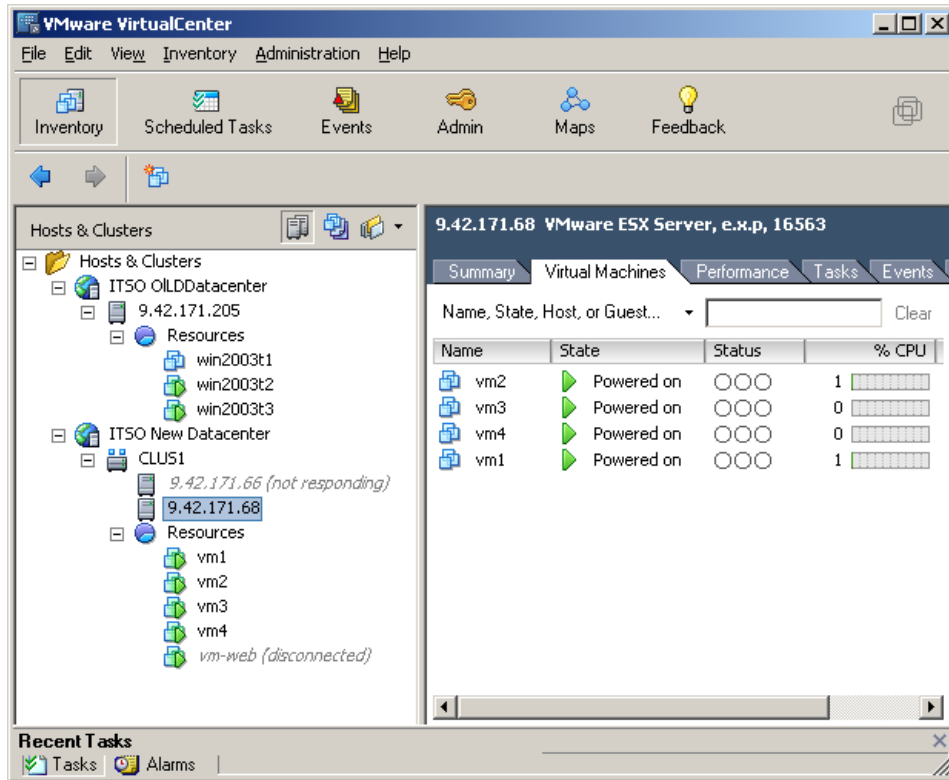 VMware VirtualCenter
File Edit View Inventory Administration Help
Inventory Scheduled Tasks Events Admin Maps Feedback
Hosts & Clusters
Hosts & Clusters
ITSO OlLDDatacenter
9.42.171.205
Resources
win2003t1
win2003t2
win2003t3
ITSO New Datacenter
CLUS1
9.42.171.66 (not responding)
9.42.171.68
Resources
vm1
vm2
vm3
vm4
vm-web (disconnected)
9.42.171.68 VMware ESX Server, e.x.p, 16563
Summary Virtual Machines Performance Tasks Events
Name, State, Host, or Guest... Clear
Name State Status % CPU
vm2 Powered on 1
vm3 Powered on 0
vm4 Powered on 0
vm1 Powered on 1
Recent Tasks
Tasks Alarms